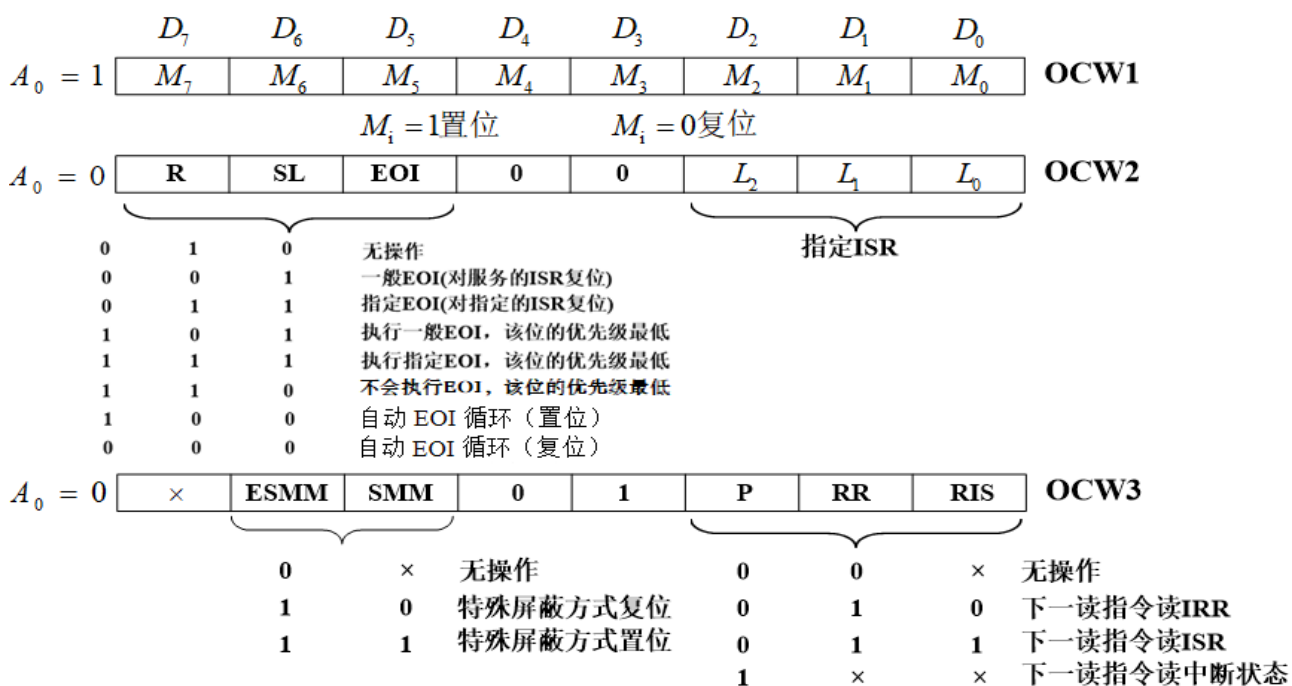 D₇ D₆ D₅ D₄ D₃ D₂ D₁ D₀
A₀ = 1 M₇ M₆ M₅ M₄ M₃ M₂ M₁ M₀ OCW1
Mᵢ = 1置位 Mᵢ = 0复位
A₀ = 0 R SL EOI 0 0 L₂ L₁ L₀ OCW2
指定ISR
0 1 0 无操作
0 0 1 一般EOI(对服务的ISR复位)
0 1 1 指定EOI(对指定的ISR复位)
1 0 1 执行一般EOI，该位的优先级最低
1 1 1 执行指定EOI，该位的优先级最低
1 1 0 不会执行EOI，该位的优先级最低
1 0 0 自动 EOI 循环（置位）
0 0 0 自动 EOI 循环（复位）
A₀ = 0 × ESMM SMM 0 1 P RR RIS OCW3
0 × 无操作 0 0 × 无操作
1 0 特殊屏蔽方式复位 0 1 0 下一读指令读IRR
1 1 特殊屏蔽方式置位 0 1 1 下一读指令读ISR
1 × × 下一读指令读中断状态